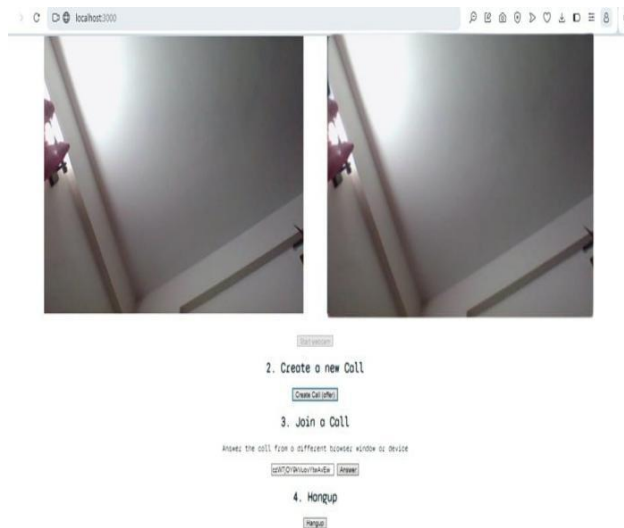 localhost:3000
Start webcam
2. Create a new Call
Create Call (offer)
3. Join a Call
Answer the call from a different browser window or device
Answer
4. Hangup
Hangup